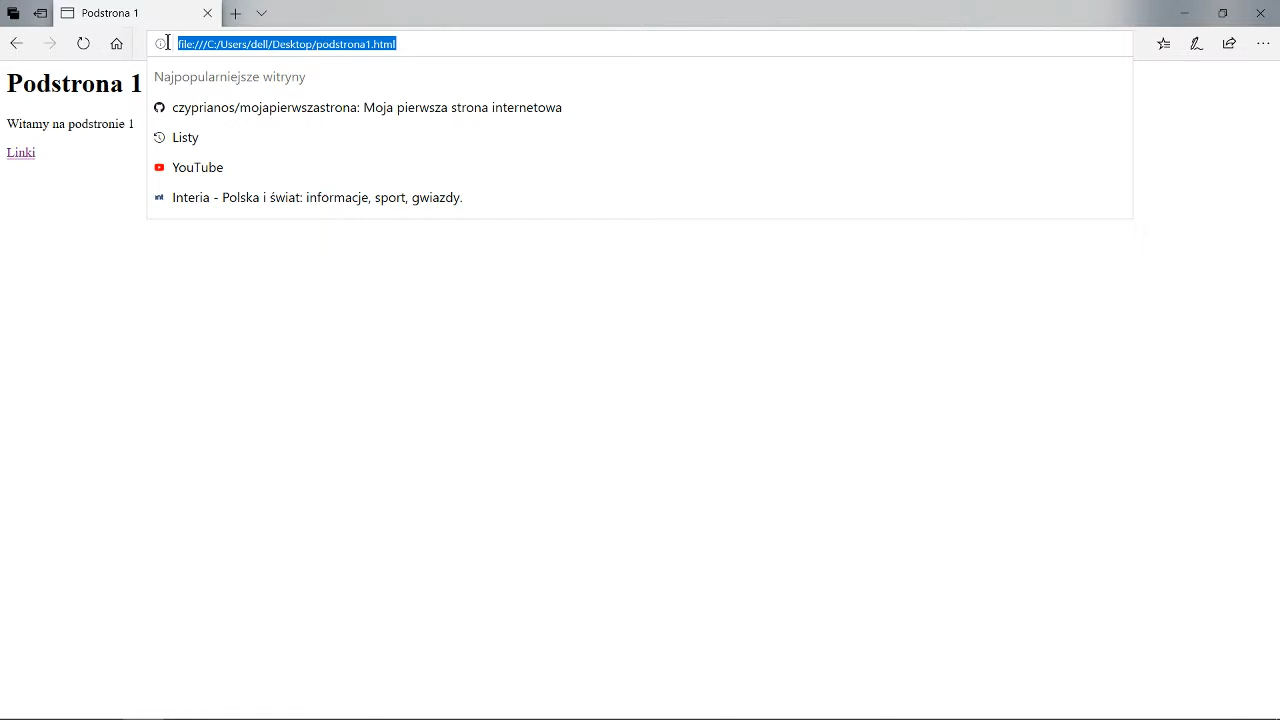 Podstrona 1
file:///C:/Users/dell/Desktop/podstrona1.html
Najpopularniejsze witryny
czyprianos/mojapierwszastrona: Moja pierwsza strona internetowa
Listy
YouTube
int Interia - Polska i świat: informacje, sport, gwiazdy.
Podstrona 1
Witamy na podstronie 1
Linki